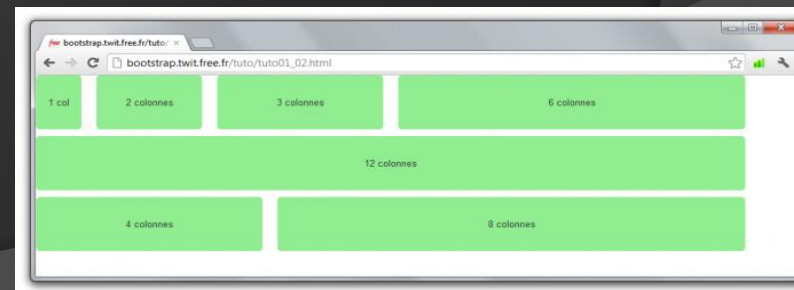 free bootstrap.twit.free.fr/tuto/
bootstrap.twit.free.fr/tuto/tuto01_02.html
1 col
2 colonnes
3 colonnes
6 colonnes
12 colonnes
4 colonnes
8 colonnes